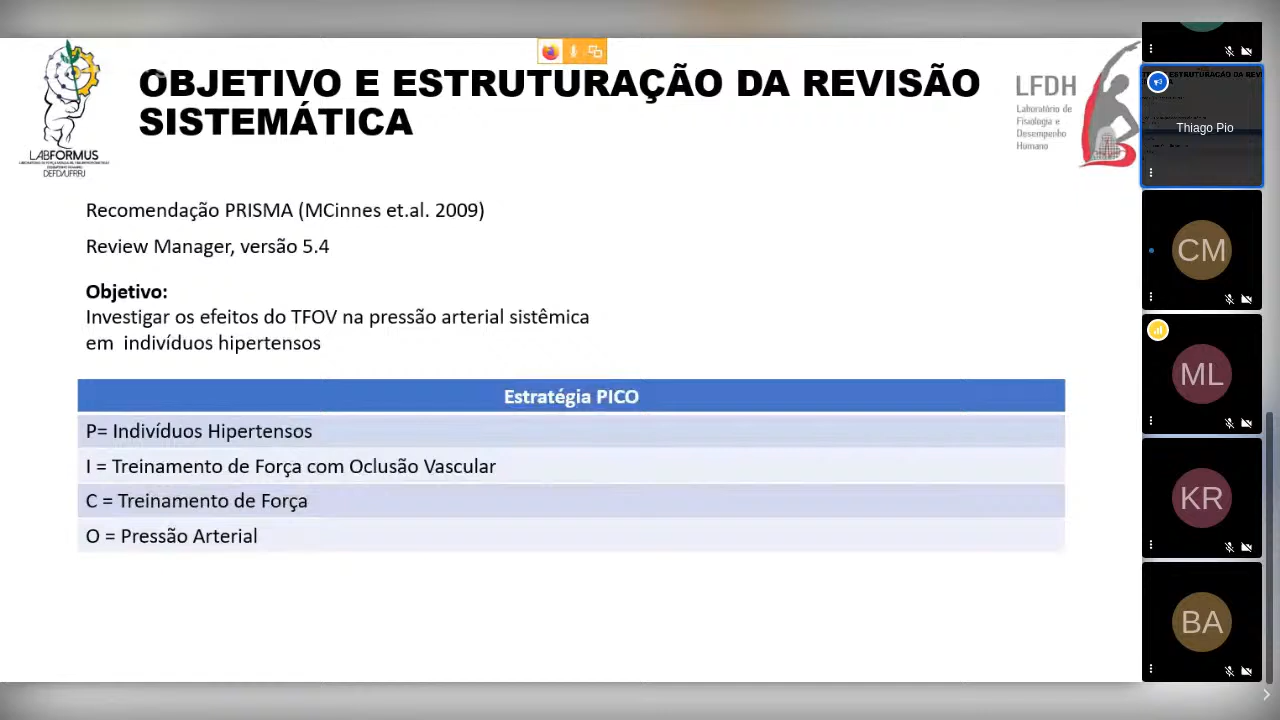 OBJETIVO E ESTRUTURAÇÃO DA REVISÃO
SISTEMÁTICA
LABFORMUS
DEFD/UFRRJ
LFDH
Laboratório de
Fisiologia e
Desempenho
Humano
Recomendação PRISMA (MCinnes et.al. 2009)
Review Manager, versão 5.4
Objetivo:
Investigar os efeitos do TFOV na pressão arterial sistêmica
em indivíduos hipertensos
Estratégia PICO
P= Indivíduos Hipertensos
I = Treinamento de Força com Oclusão Vascular
C = Treinamento de Força
O = Pressão Arterial
Thiago Pio
CM
ML
KR
BA